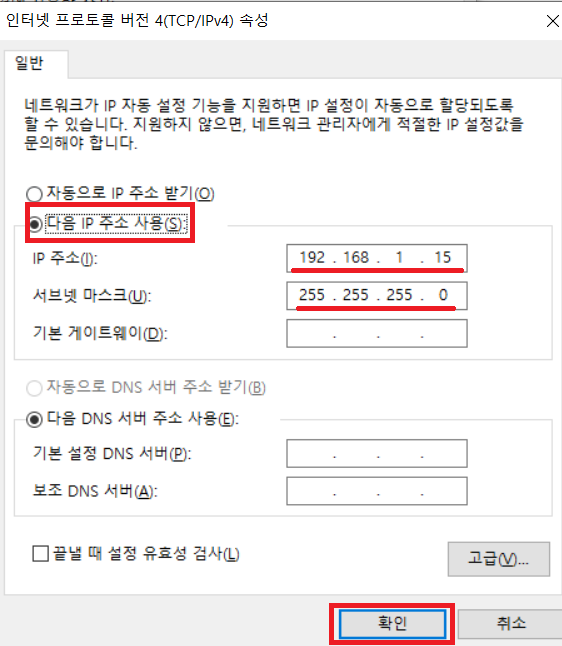 인터넷 프로토콜 버전 4(TCP/IPv4) 속성
일반
네트워크가 IP 자동 설정 기능을 지원하면 IP 설정이 자동으로 할당되도록
할 수 있습니다. 지원하지 않으면, 네트워크 관리자에게 적절한 IP 설정값을
문의해야 합니다.
자동으로 IP 주소 받기(O)
다음 IP 주소 사용(S):
IP 주소(I): 192 . 168 . 1 . 15
서브넷 마스크(U): 255 . 255 . 255 . 0
기본 게이트웨이(D): . . .
자동으로 DNS 서버 주소 받기(B)
다음 DNS 서버 주소 사용(E):
기본 설정 DNS 서버(P): . . .
보조 DNS 서버(A): . . .
끝낼 때 설정 유효성 검사(L)
고급(V)...
확인 취소